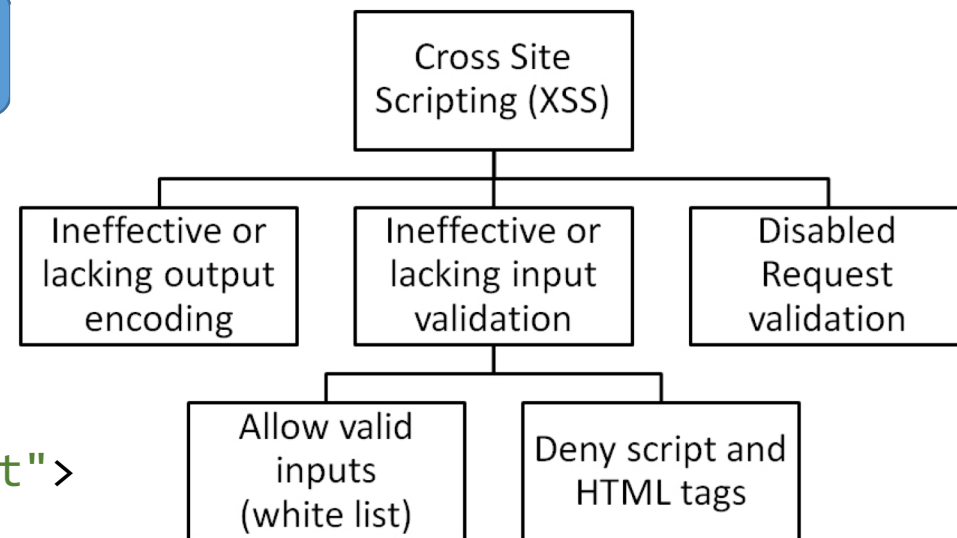 Cross Site
Scripting (XSS)
Ineffective or
lacking output
encoding
Ineffective or
lacking input
validation
Disabled
Request
validation
Allow valid
inputs
(white list)
Deny script and
HTML tags
t">